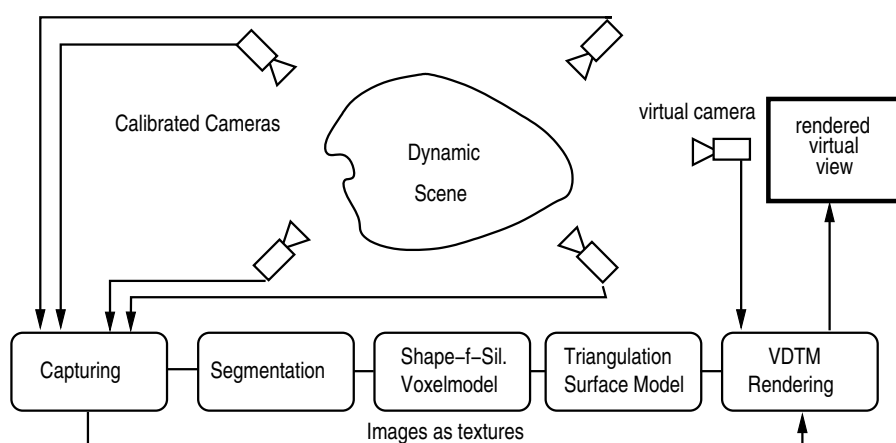 Calibrated Cameras
Dynamic
Scene
virtual camera
rendered
virtual
view
Capturing
Segmentation
Shape−f−Sil.
Voxelmodel
Triangulation
Surface Model
VDTM
Rendering
Images as textures